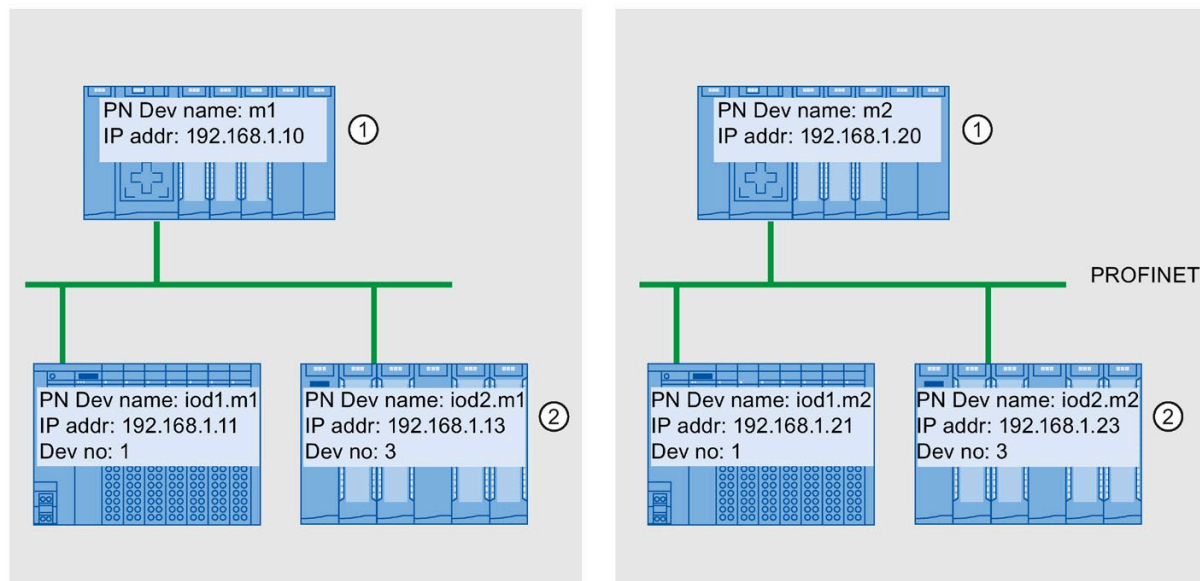 PN Dev name: m1
IP addr: 192.168.1.10
1
PN Dev name: iod1.m1
IP addr: 192.168.1.11
Dev no: 1
PN Dev name: iod2.m1
IP addr: 192.168.1.13
Dev no: 3
2
PN Dev name: m2
IP addr: 192.168.1.20
1
PROFINET
PN Dev name: iod1.m2
IP addr: 192.168.1.21
Dev no: 1
PN Dev name: iod2.m2
IP addr: 192.168.1.23
Dev no: 3
2